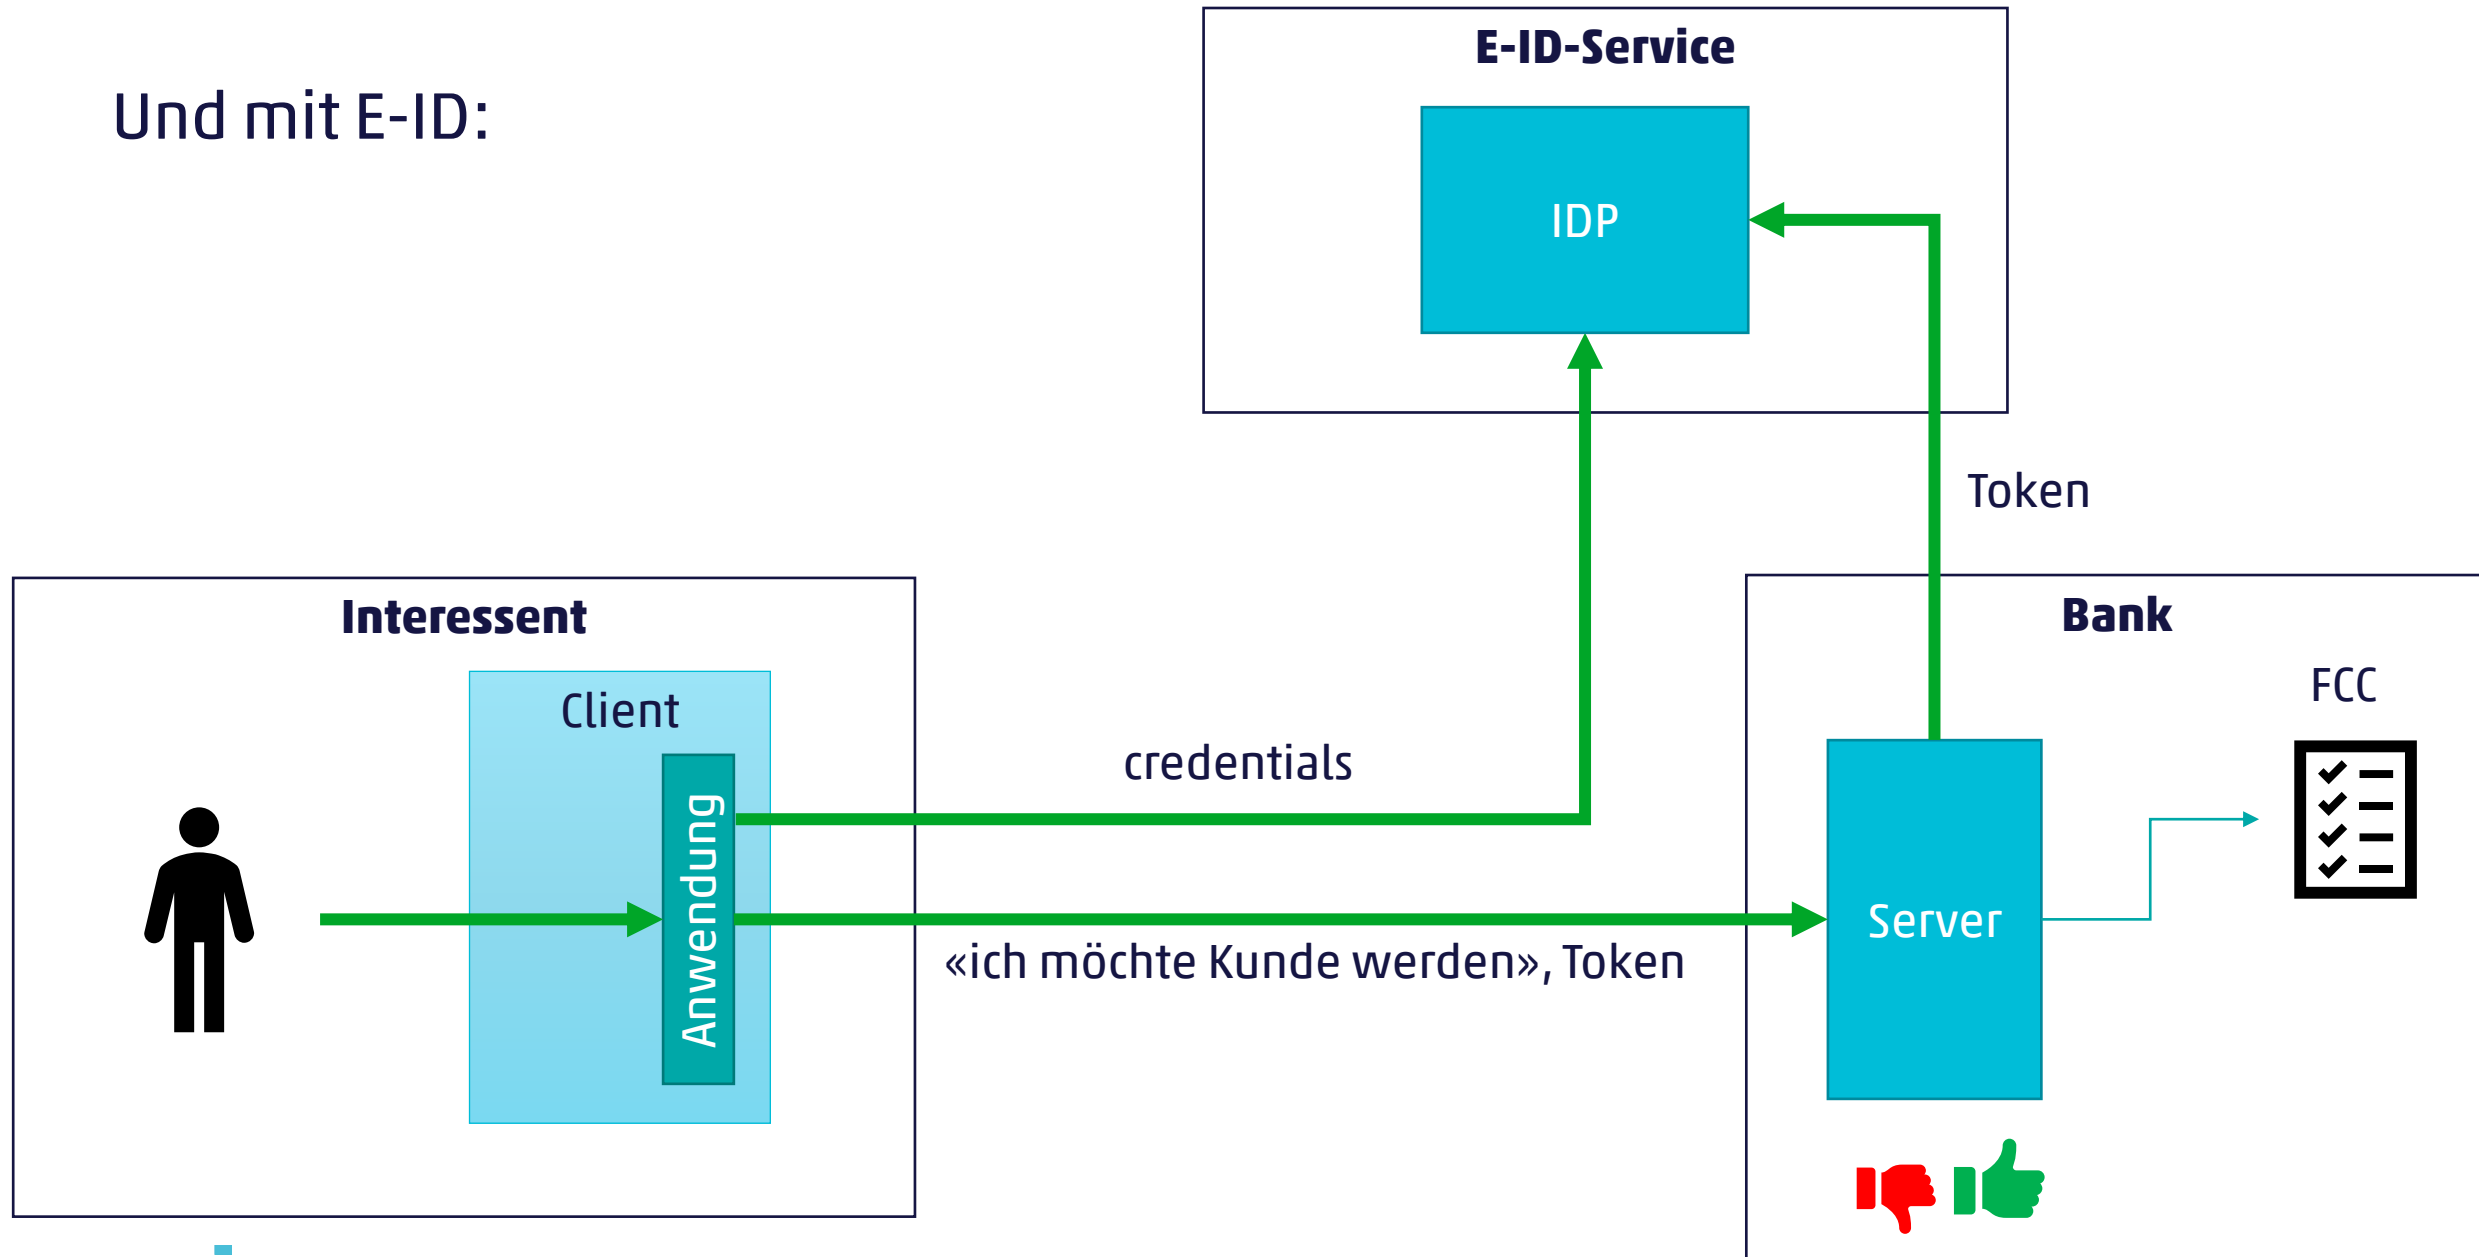 Und mit E-ID:
E-ID-Service
IDP
Token
Interessent
Client
Anwendung
credentials
«ich möchte Kunde werden», Token
Bank
FCC
Server